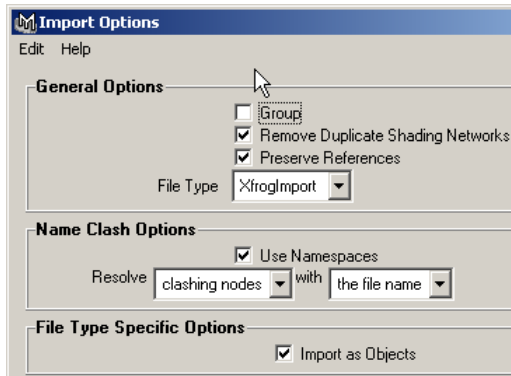 Import Options
Edit Help
General Options
Group
Remove Duplicate Shading Networks
Preserve References
File Type XfrogImport
Name Clash Options
Use Namespaces
Resolve clashing nodes with the file name
File Type Specific Options
Import as Objects